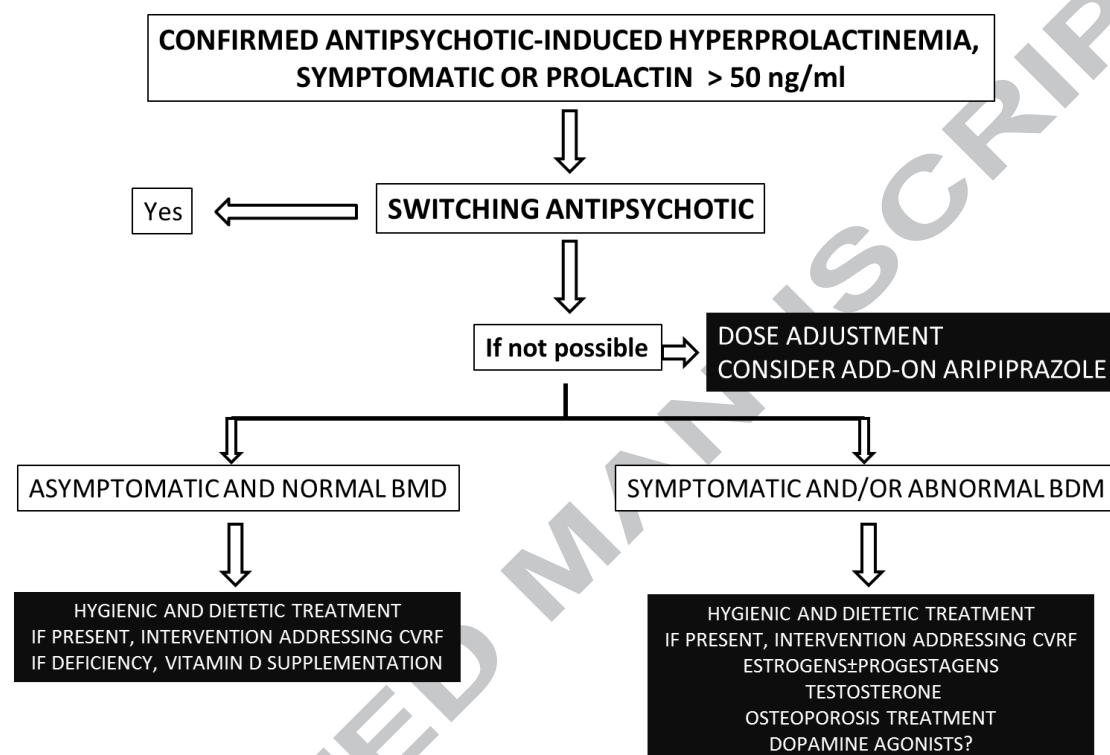 CONFIRMED ANTIPSYCHOTIC-INDUCED HYPERPROLACTINEMIA,
SYMPTOMATIC OR PROLACTIN > 50 ng/ml
Yes
SWITCHING ANTIPSYCHOTIC
If not possible
DOSE ADJUSTMENT
CONSIDER ADD-ON ARIPIPRAZOLE
ASYMPTOMATIC AND NORMAL BMD
SYMPTOMATIC AND/OR ABNORMAL BDM
HYGIENIC AND DIETETIC TREATMENT
IF PRESENT, INTERVENTION ADDRESSING CVRF
IF DEFICIENCY, VITAMIN D SUPPLEMENTATION
HYGIENIC AND DIETETIC TREATMENT
IF PRESENT, INTERVENTION ADDRESSING CVRF
ESTROGENS±PROGESTAGENS
TESTOSTERONE
OSTEOPOROSIS TREATMENT
DOPAMINE AGONISTS?
TED MANUSCRIP